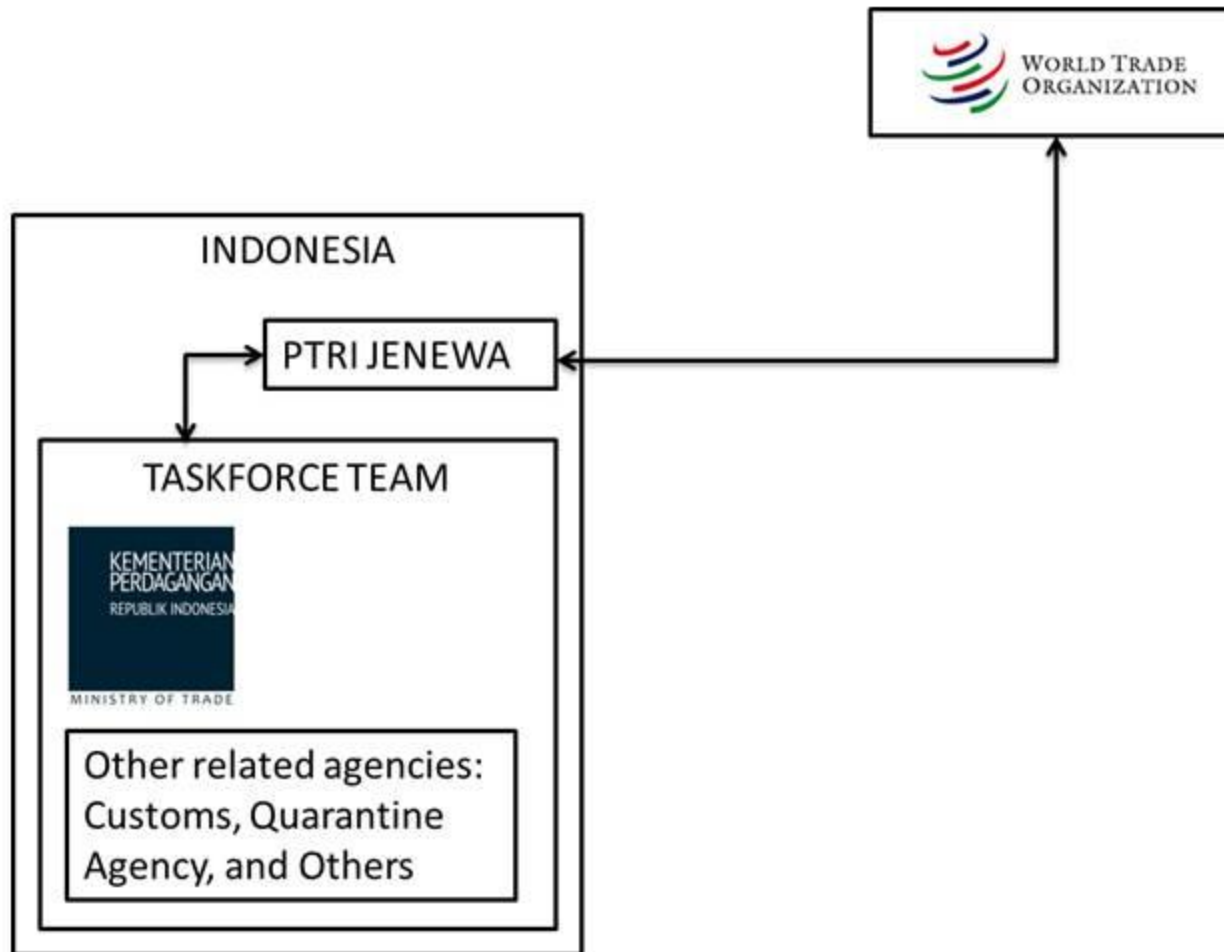 WORLD TRADE
ORGANIZATION
INDONESIA
PTRI JENEWA
TASKFORCE TEAM
KEMENTERIAN
PERDAGANGAN
REPUBLIK INDONESIA
MINISTRY OF TRADE
Other related agencies:
Customs, Quarantine
Agency, and Others